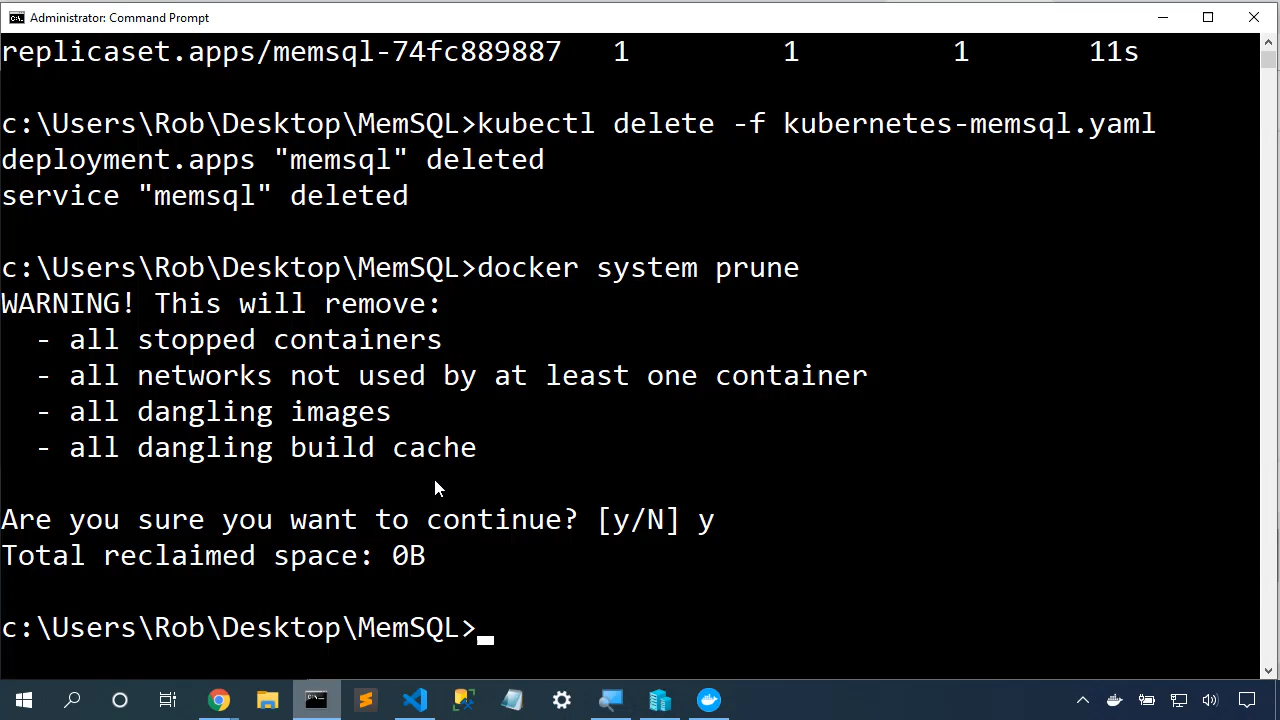 Administrator: Command Prompt
replicaset.apps/memsql-74fc889887   1         1         1       11s
c:\Users\Rob\Desktop\MemSQL>kubectl delete -f kubernetes-memsql.yaml
deployment.apps "memsql" deleted
service "memsql" deleted
c:\Users\Rob\Desktop\MemSQL>docker system prune
WARNING! This will remove:
  - all stopped containers
  - all networks not used by at least one container
  - all dangling images
  - all dangling build cache
Are you sure you want to continue? [y/N] y
Total reclaimed space: 0B
c:\Users\Rob\Desktop\MemSQL>